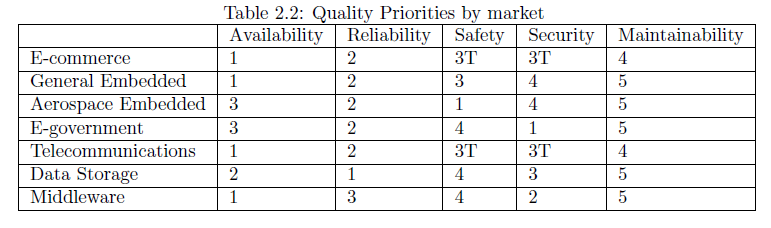 Table 2.2: Quality Priorities by market
Availability Reliability Safety Security Maintainability
E-commerce 1 2 3T 3T 4
General Embedded 1 2 3 4 5
Aerospace Embedded 3 2 1 4 5
E-government 3 2 4 1 5
Telecommunications 1 2 3T 3T 4
Data Storage 2 1 4 3 5
Middleware 1 3 4 2 5